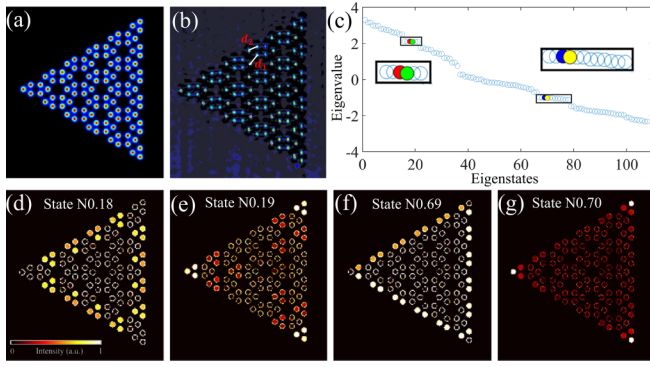 (a)
(b)
d₂
d₁
(c)
Eigenvalue
4
2
0
-2
-4
0
20
40
60
80
100
Eigenstates
(d) State N0.18
0
Intensity (a.u.)
1
(e) State N0.19
(f) State N0.69
(g) State N0.70